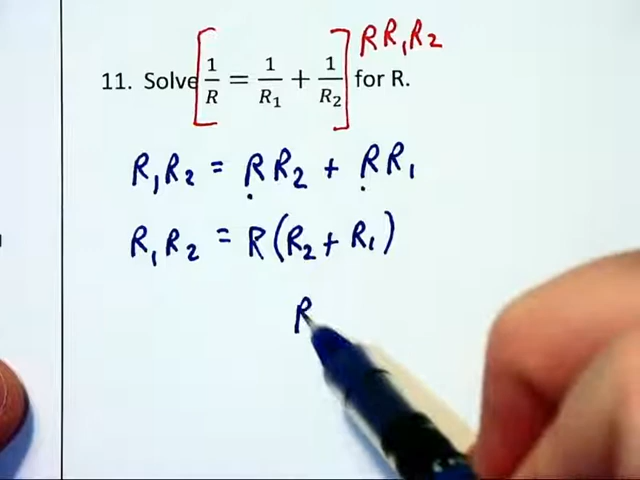 11. Solve [1/R = 1/R₁ + 1/R₂] RR₁R₂ for R.
R₁R₂ = RR₂ + RR₁
R₁R₂ = R(R₂ + R₁)
R